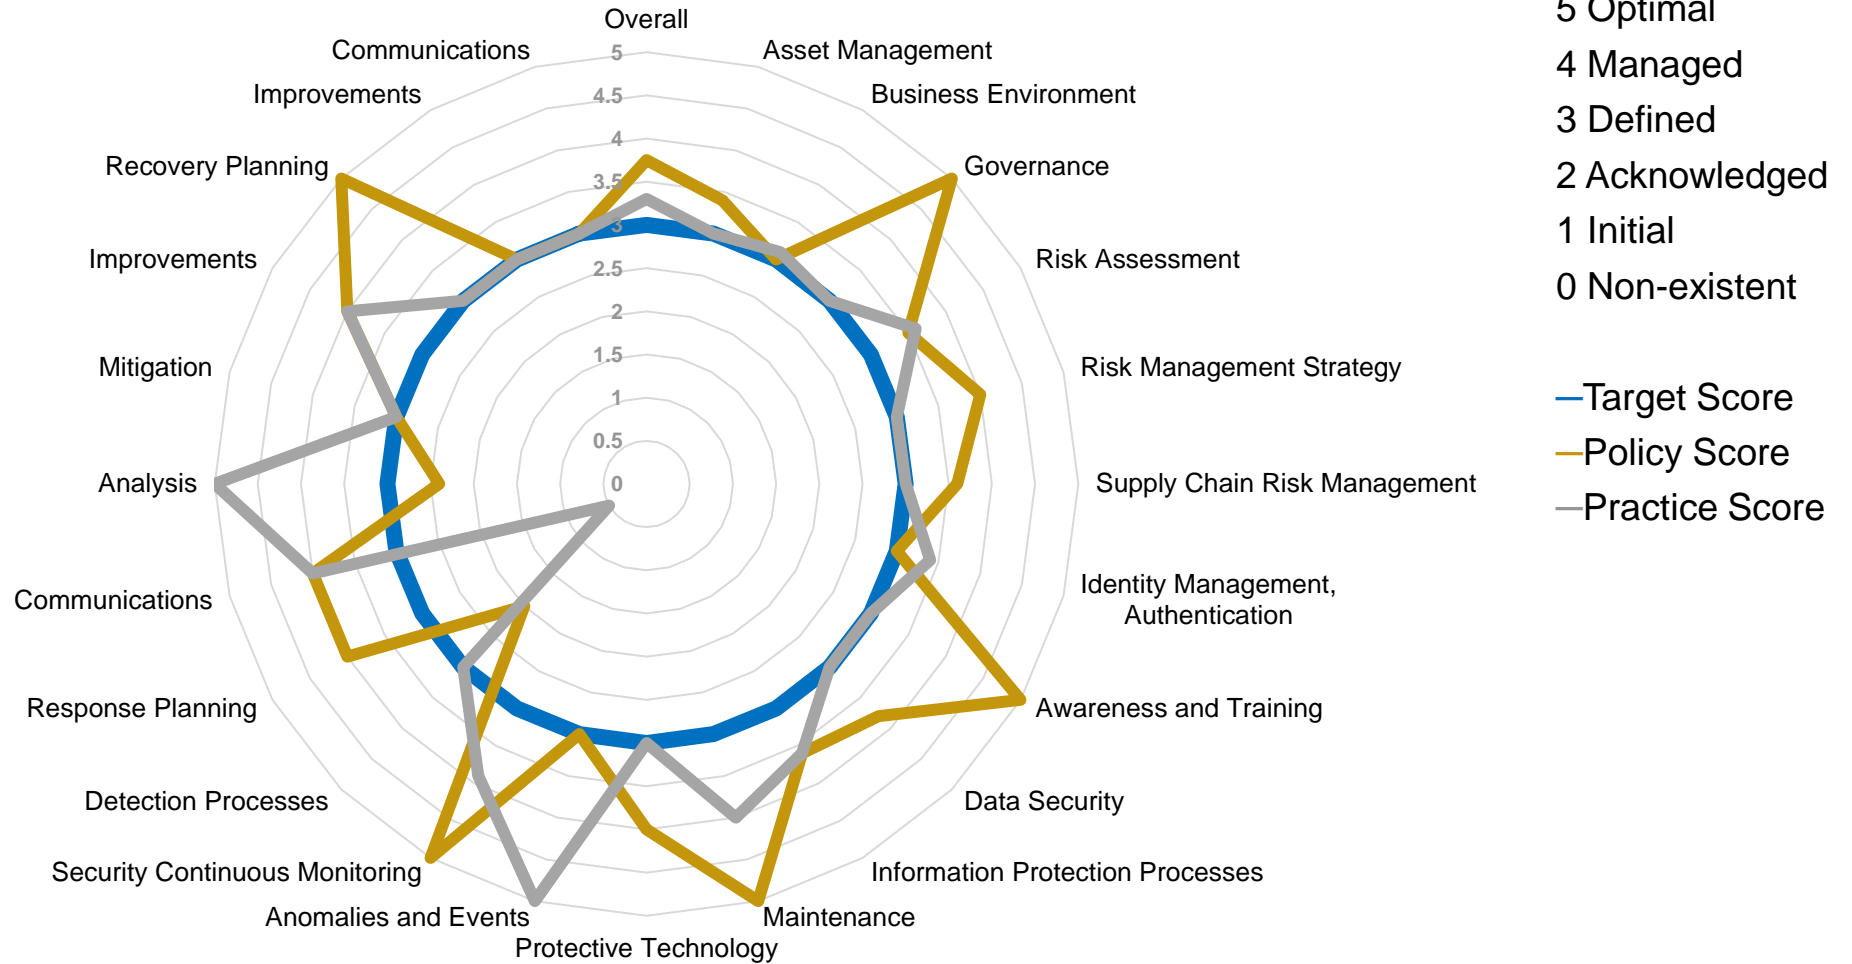 Overall
Communications
Asset Management
Improvements
Business Environment
Recovery Planning
Governance
Improvements
Risk Assessment
Mitigation
Risk Management Strategy
Analysis
Supply Chain Risk Management
Communications
Identity Management,
Authentication
Response Planning
Awareness and Training
Detection Processes
Data Security
Security Continuous Monitoring
Information Protection Processes
Anomalies and Events
Maintenance
Protective Technology
5
4.5
4
3.5
3
2.5
2
1.5
1
0.5
0
5 Optimal
4 Managed
3 Defined
2 Acknowledged
1 Initial
0 Non-existent
Target Score
Policy Score
Practice Score